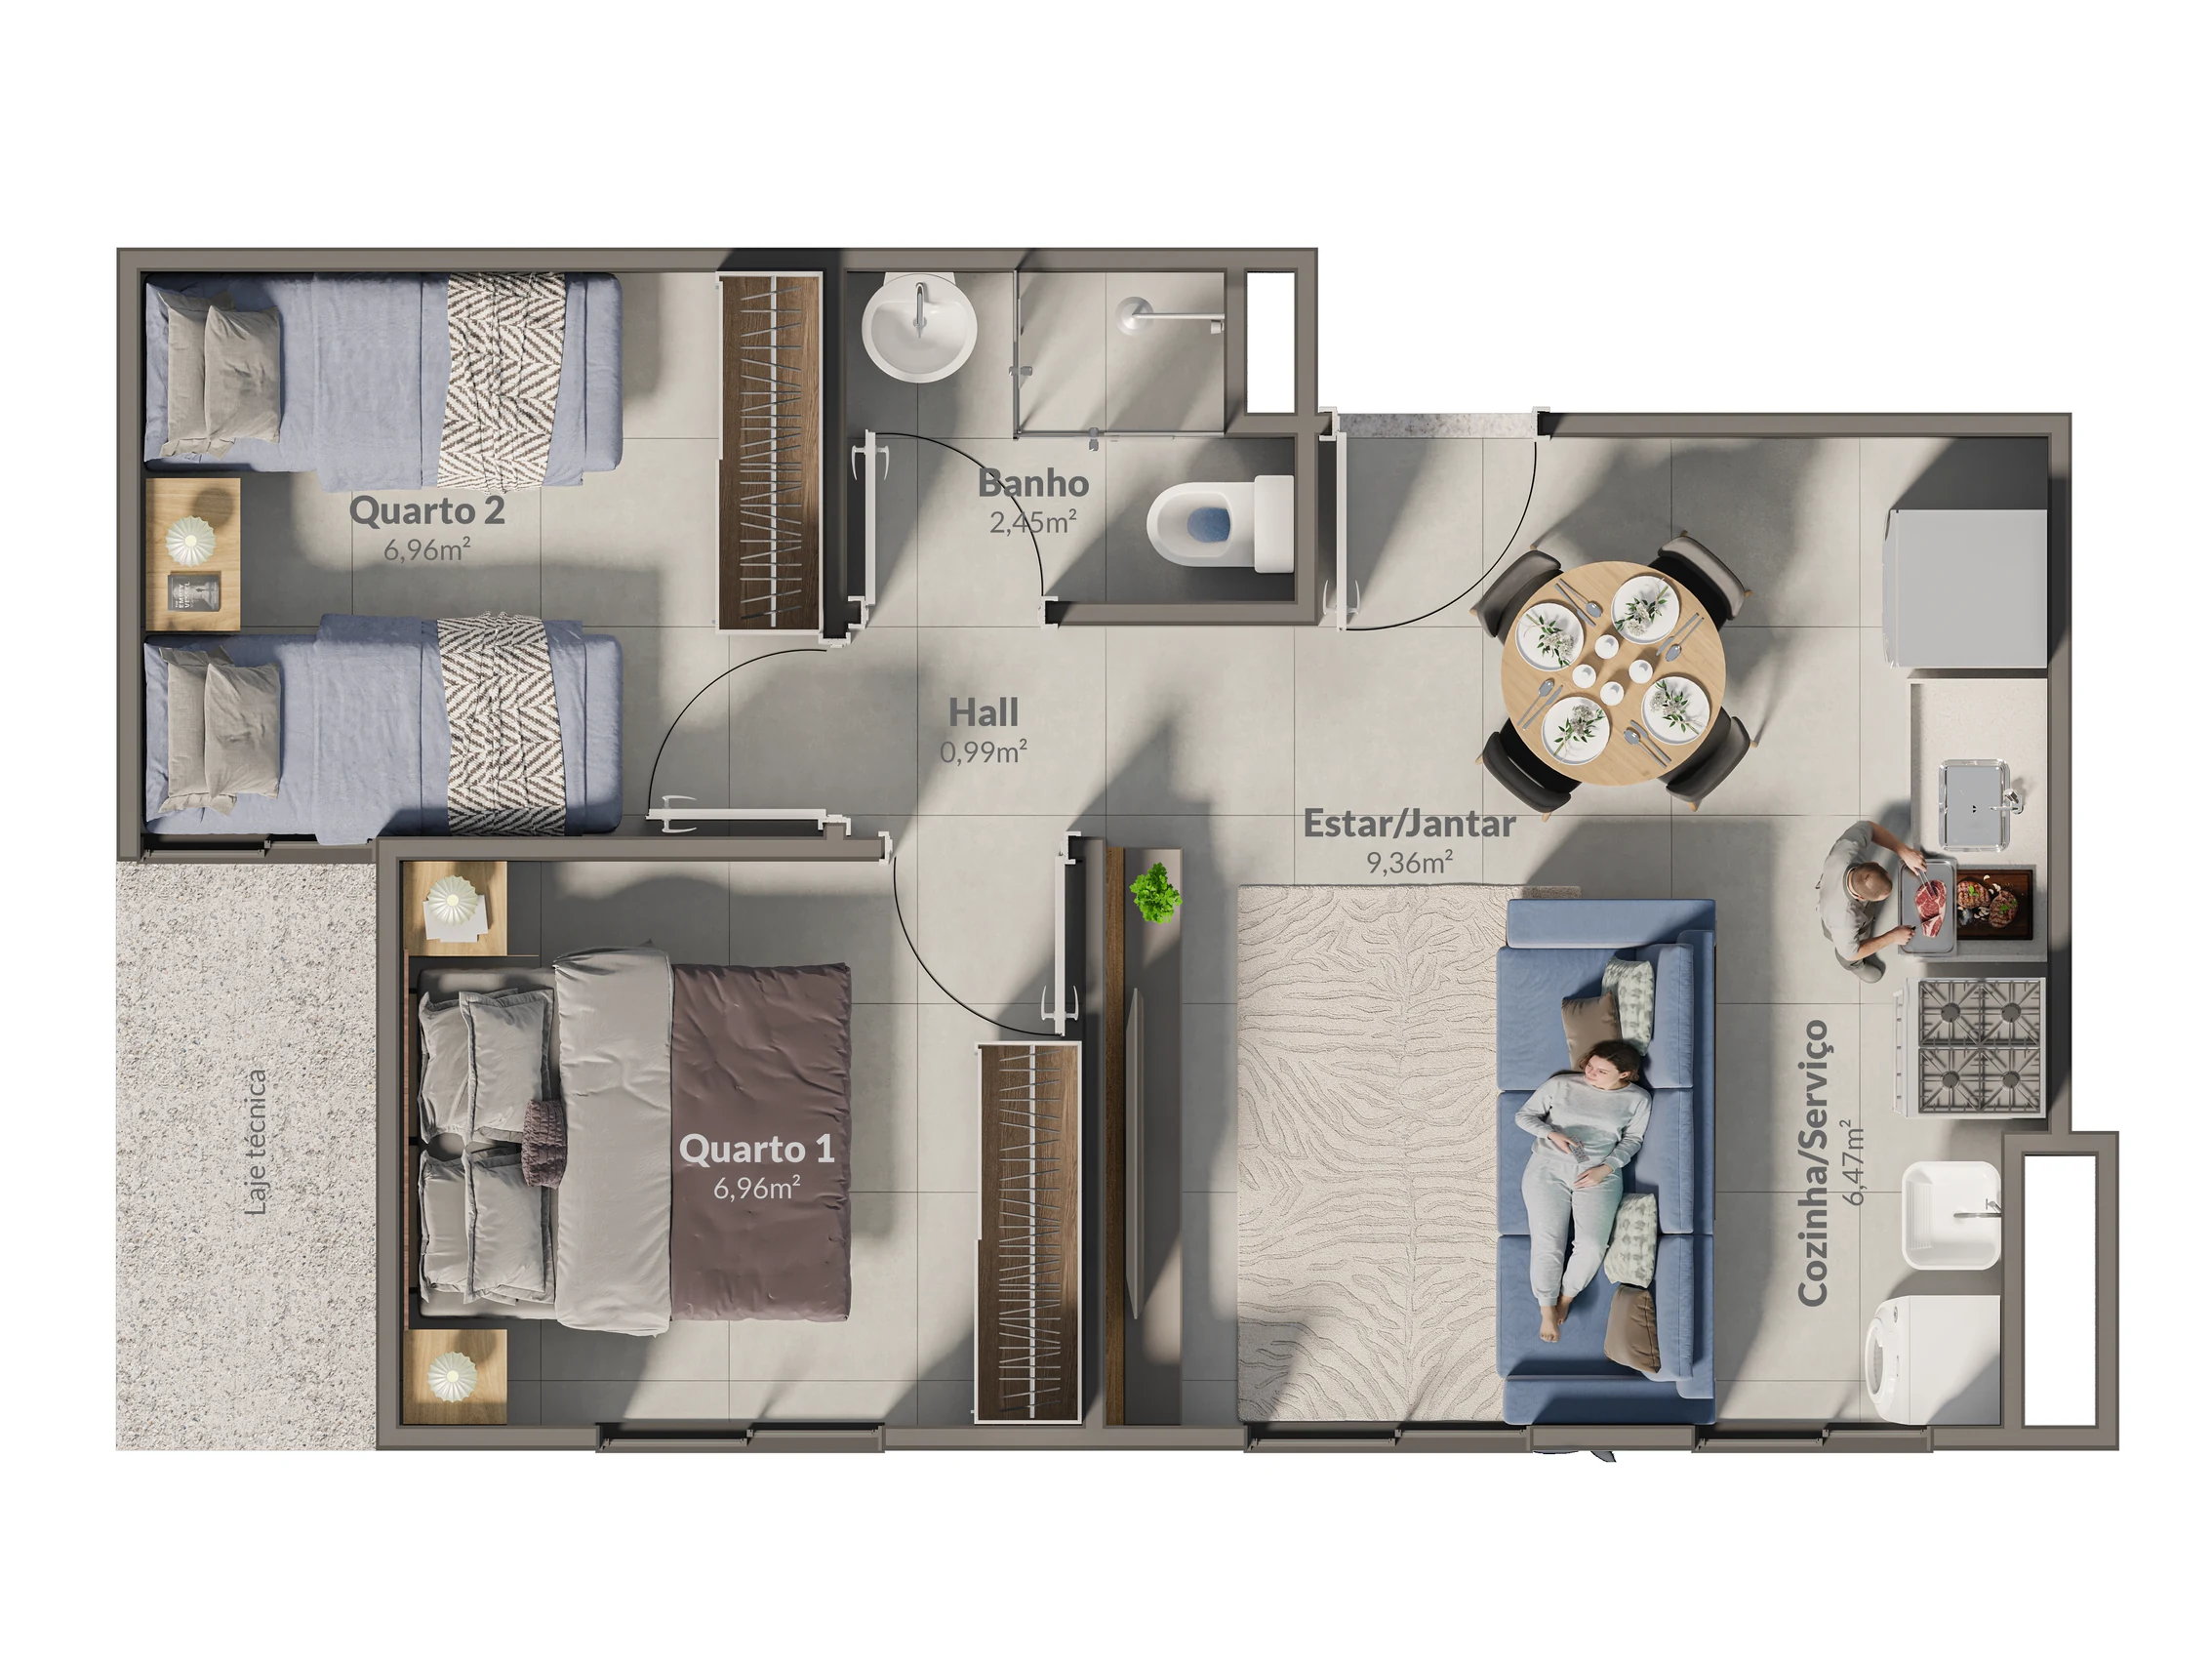 Quarto 2
6,96m²
Banho
2,45m²
Hall
0,99m²
Estar/Jantar
9,36m²
Quarto 1
6,96m²
Laje técnica
Cozinha/Serviço
6,47m²